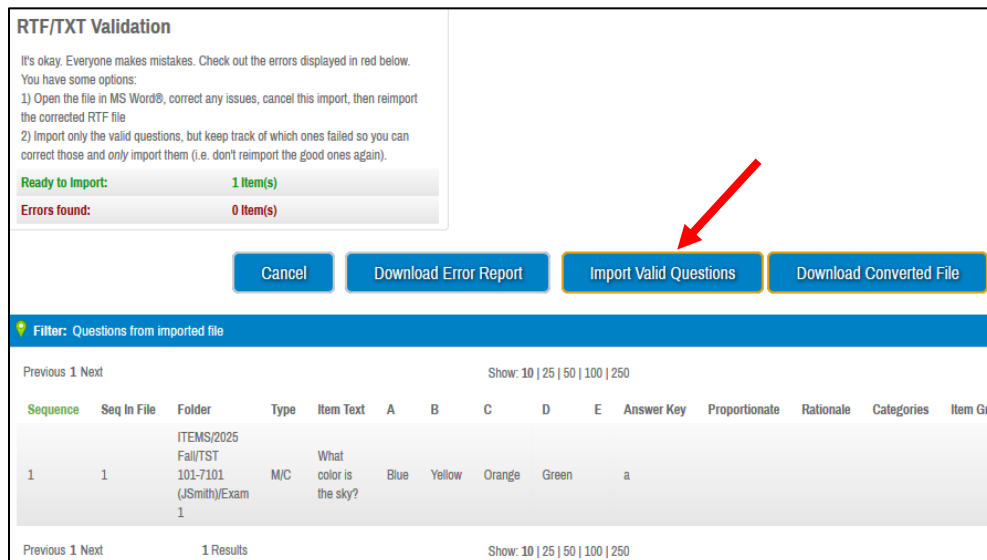 RTF/TXT Validation
It's okay. Everyone makes mistakes. Check out the errors displayed in red below.
You have some options:
1) Open the file in MS Word®, correct any issues, cancel this import, then reimport
the corrected RTF file
2) Import only the valid questions, but keep track of which ones failed so you can
correct those and only import them (i.e. don't reimport the good ones again).
Ready to Import: 1 Item(s)
Errors found: 0 Item(s)
Cancel Download Error Report Import Valid Questions Download Converted File
Filter: Questions from imported file
Previous 1 Next Show: 10 | 25 | 50 | 100 | 250
Sequence Seq In File Folder Type Item Text A B C D E Answer Key Proportionate Rationale Categories Item Gr
ITEMS/2025
Fall/TST What
1 1 101-7101 M/C color is Blue Yellow Orange Green a
(JSmith)/Exam the sky?
1
Previous 1 Next 1 Results Show: 10 | 25 | 50 | 100 | 250